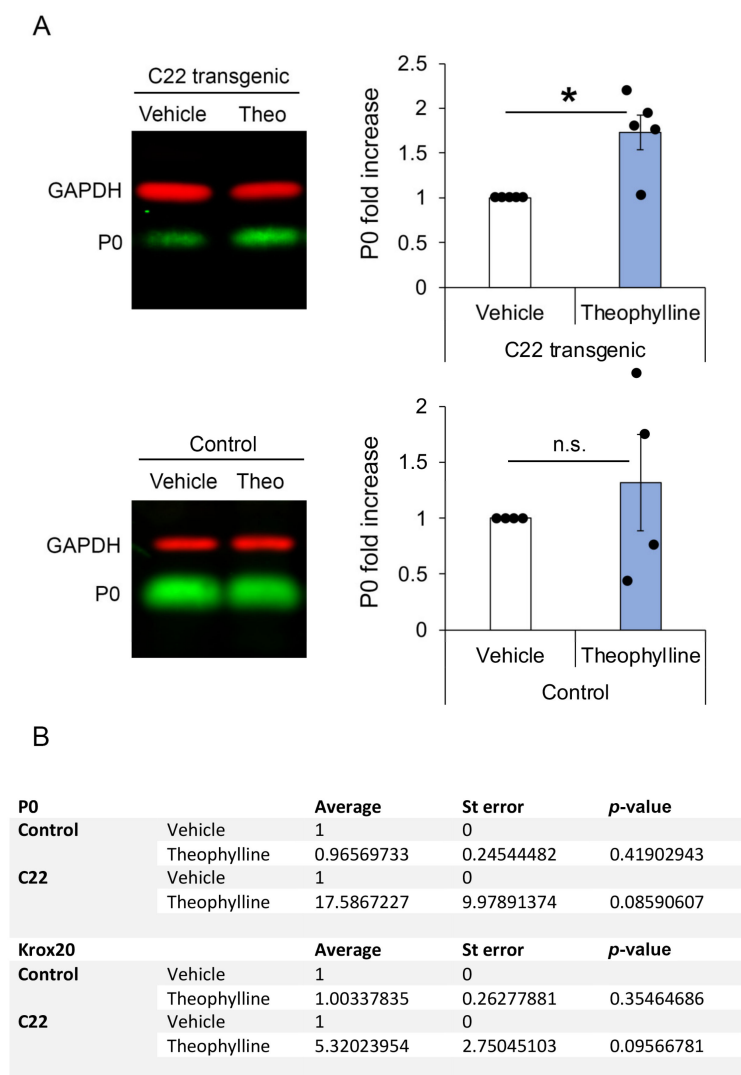 A
C22 transgenic
Vehicle Theo
GAPDH
P0
P0 fold increase
2.5
2
1.5
1
0.5
0
*
Vehicle Theophylline
C22 transgenic
Control
Vehicle Theo
GAPDH
P0
P0 fold increase
2
1.5
1
0.5
0
n.s.
Vehicle Theophylline
Control
B
P0 Average St error p-value
Control Vehicle 1 0
Theophylline 0.96569733 0.24544482 0.41902943
C22 Vehicle 1 0
Theophylline 17.5867227 9.97891374 0.08590607
Krox20 Average St error p-value
Control Vehicle 1 0
Theophylline 1.00337835 0.26277881 0.35464686
C22 Vehicle 1 0
Theophylline 5.32023954 2.75045103 0.09566781